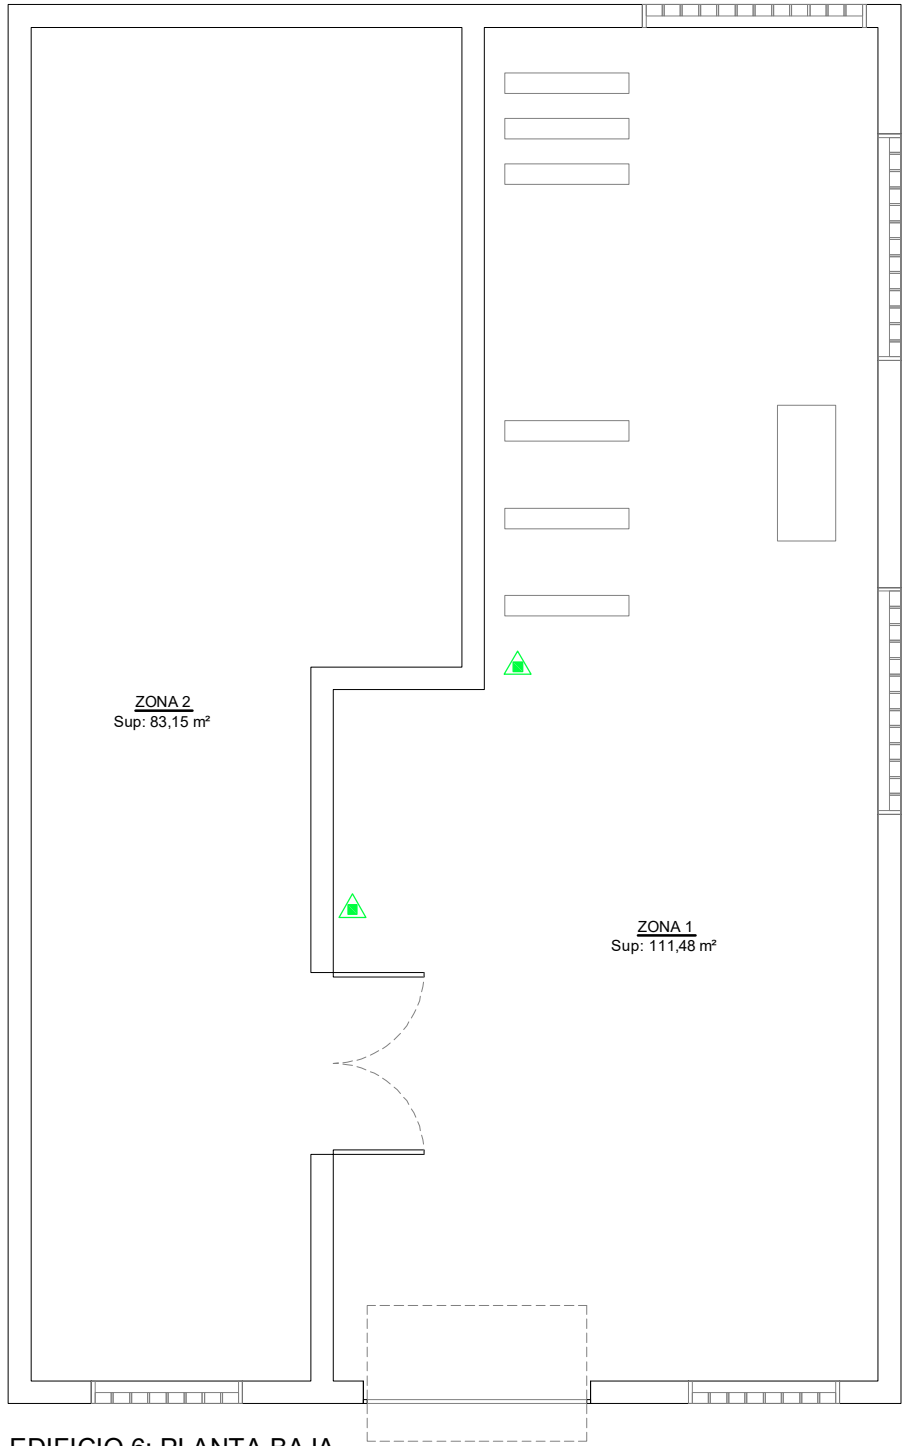 ZONA 2
Sup: 83,15 m²
ZONA 1
Sup: 111,48 m²
EDIFICIO 6: PLANTA BAJA